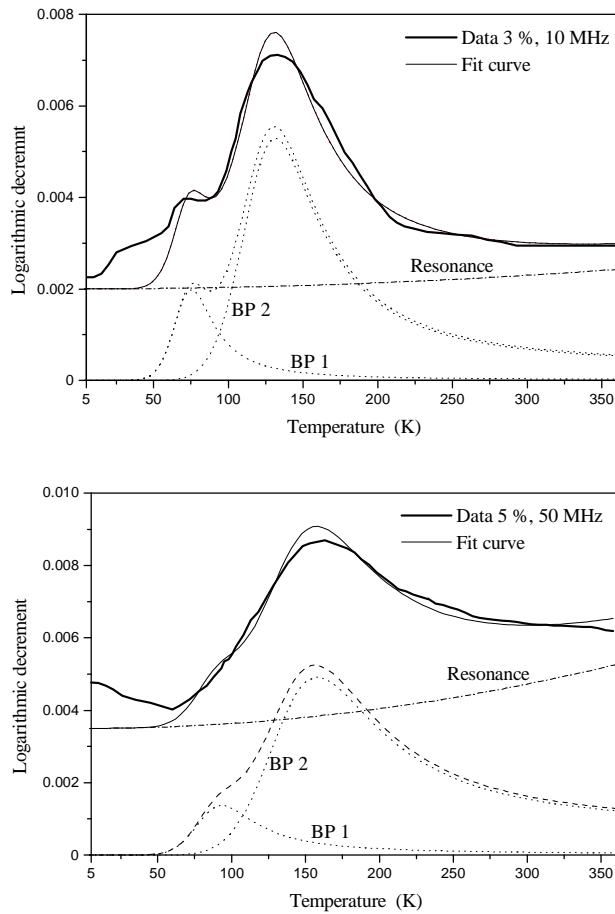 Data 3 %, 10 MHz
Fit curve
0.008
0.006
0.004
0.002
0
Logarithmic decremnt
Resonance
BP 2
BP 1
5 50 100 150 200 250 300 350
Temperature (K)
0.010
Data 5 %, 50 MHz
Fit curve
0.008
0.006
0.004
0.002
0
Logarithmic decrement
Resonance
BP 2
BP 1
5 50 100 150 200 250 300 350
Temperature (K)